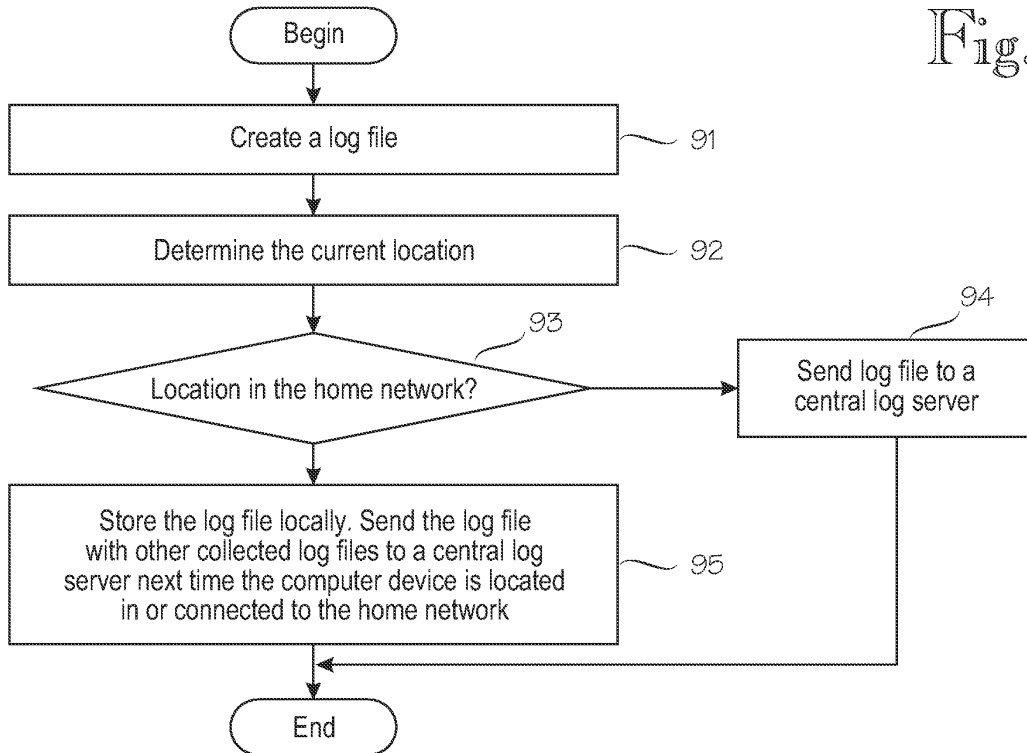 Fig.
Begin
Create a log file
91
Determine the current location
92
93
Location in the home network?
94
Send log file to a
central log server
Store the log file locally. Send the log file
with other collected log files to a central log
server next time the computer device is located
in or connected to the home network
95
End